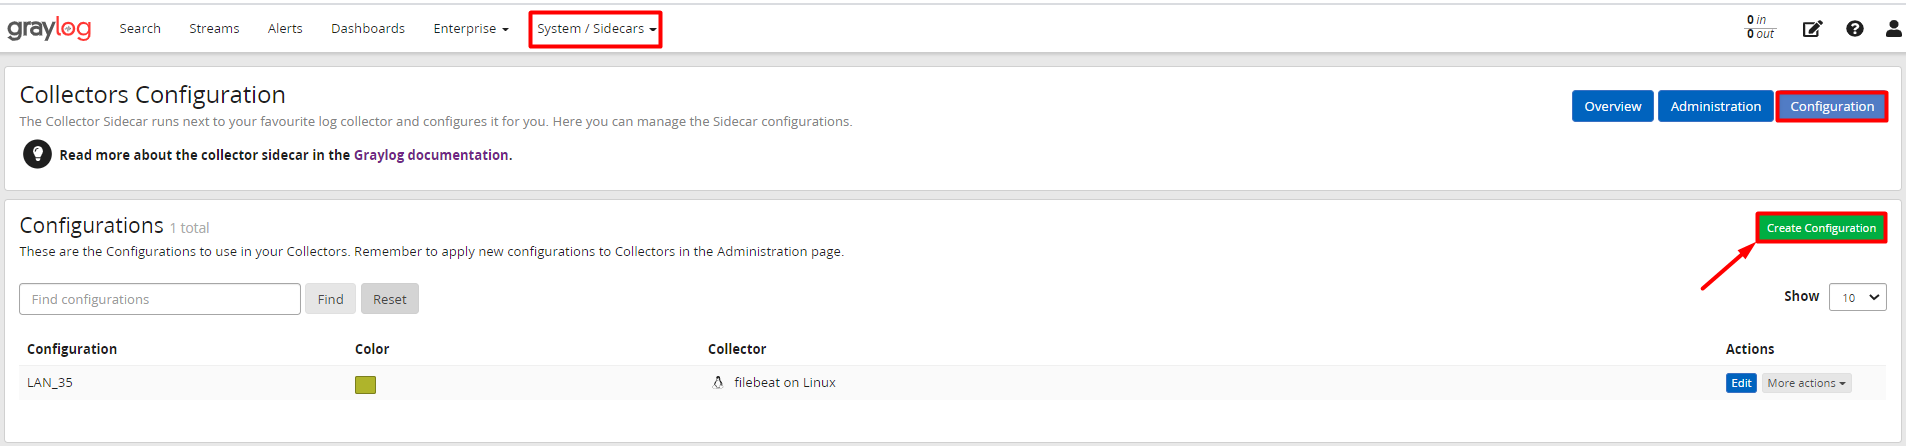 graylog Search Streams Alerts Dashboards Enterprise System / Sidecars 0 in
0 out
Collectors Configuration
Overview Administration Configuration
The Collector Sidecar runs next to your favourite log collector and configures it for you. Here you can manage the Sidecar configurations.
Read more about the collector sidecar in the Graylog documentation.
Configurations 1 total
Create Configuration
These are the Configurations to use in your Collectors. Remember to apply new configurations to Collectors in the Administration page.
Find configurations Find Reset Show 10
Configuration Color Collector Actions
LAN_35 filebeat on Linux Edit More actions